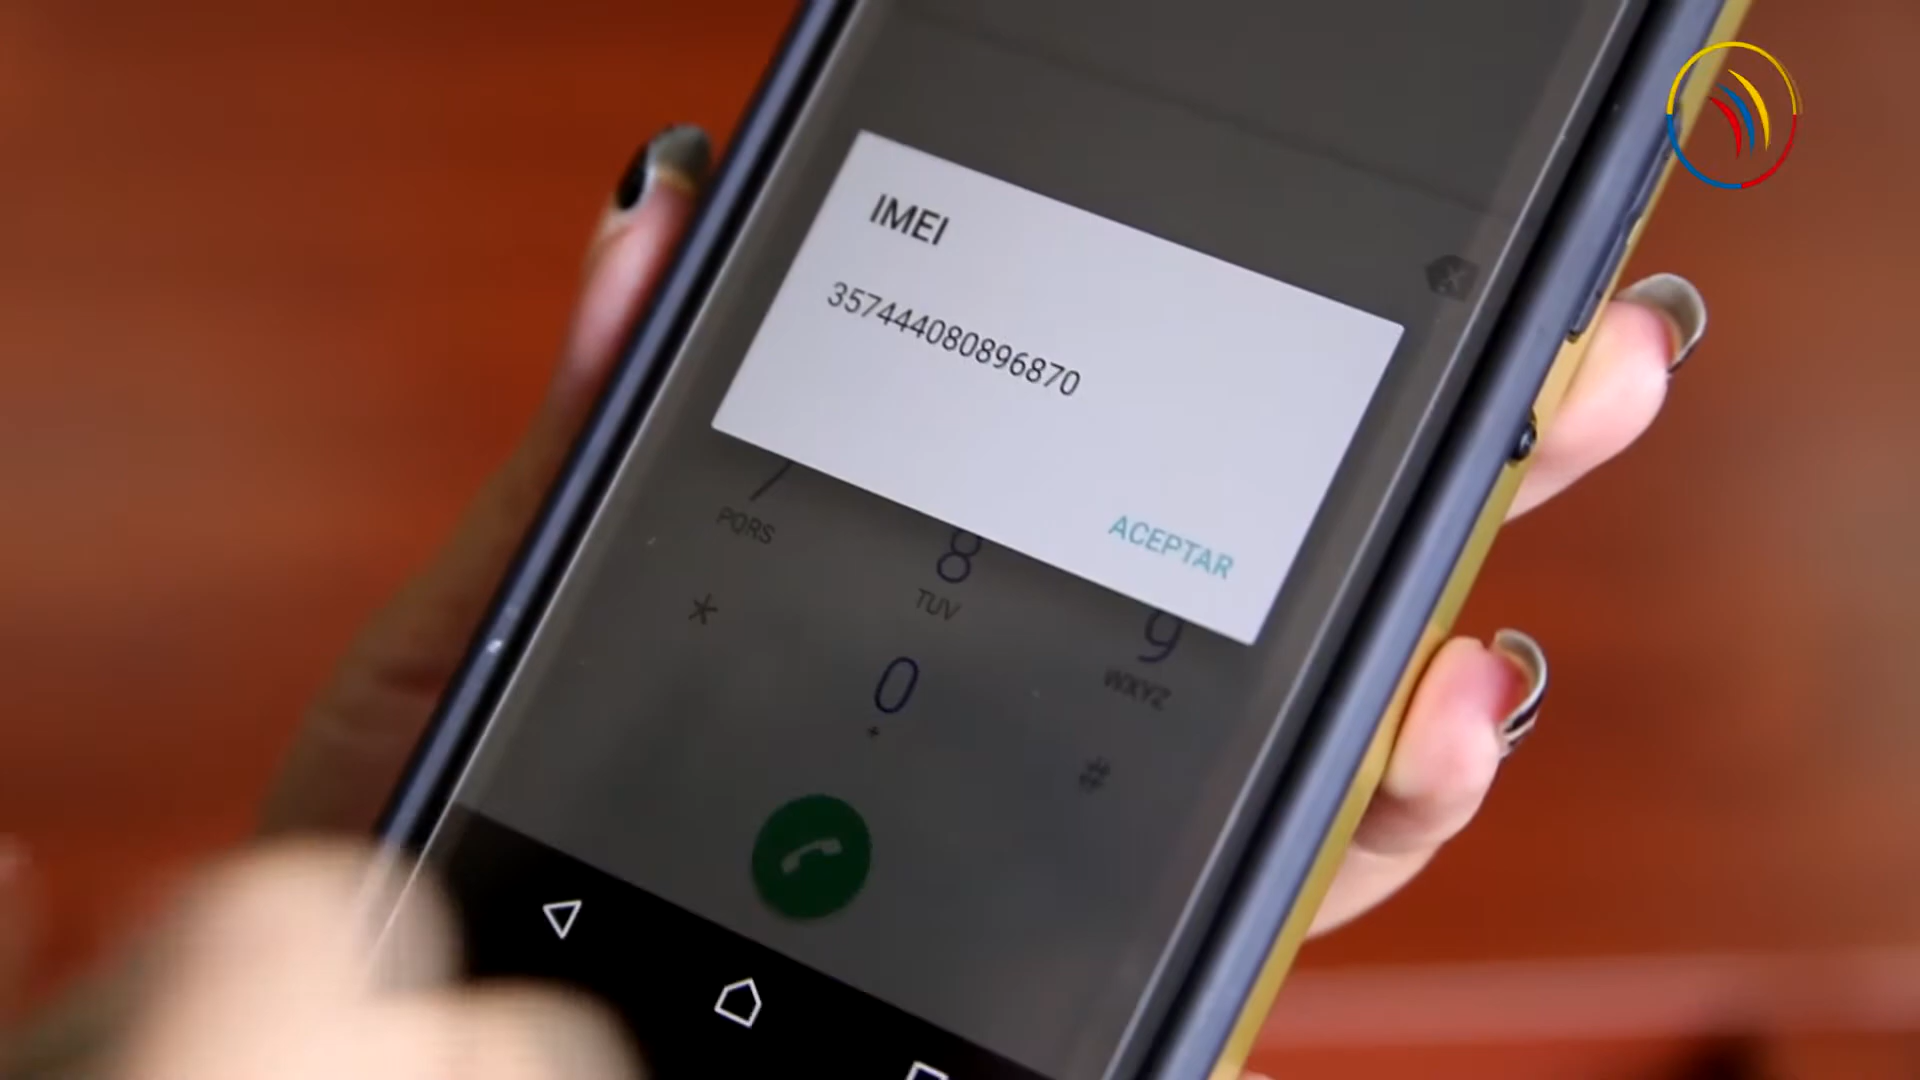 IMEI
357444080896870
ACEPTAR
PQRS
8
TUV
9
WXYZ
*
0
+
#